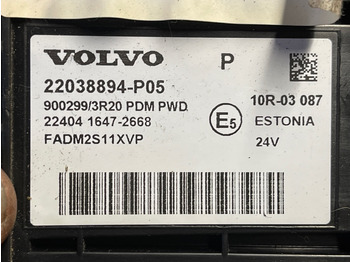 VOLVO P
22038894-P05
900299/3R20 PDM PWD
22404 1647-2668
FADM2S11XVP
E5
10R-03 087
ESTONIA
24V